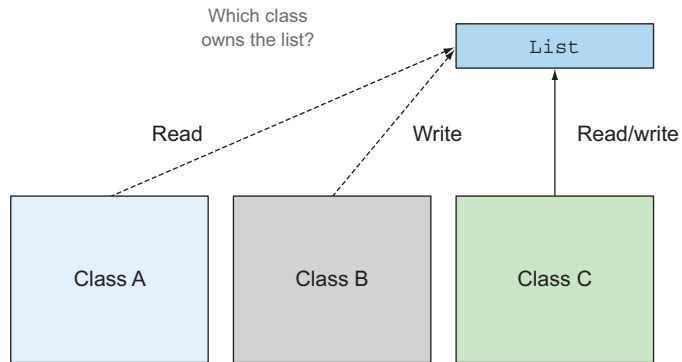 Which class
owns the list?
List
Read
Write
Read/write
Class A
Class B
Class C